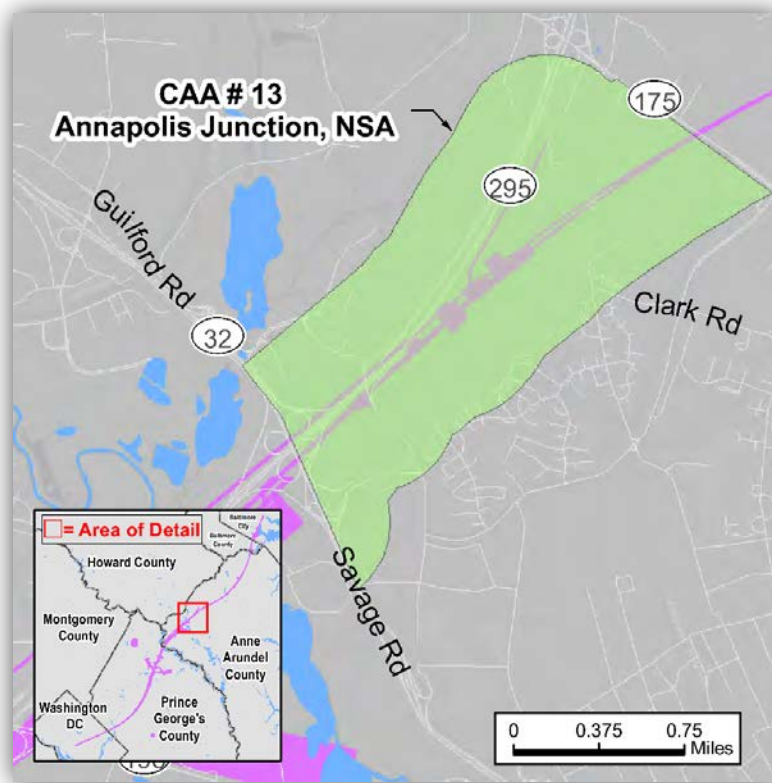 CAA # 13
Annapolis Junction, NSA
175
295
Guilford Rd
32
Clark Rd
Savage Rd
= Area of Detail
Baltimore
City
Baltimore
County
Howard County
Montgomery
County
Anne
Arundel
County
Washington
DC
Prince
George's
County
0 0.375 0.75
Miles